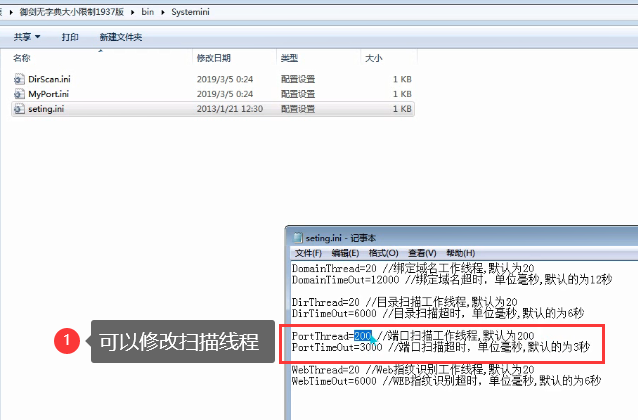 御剑无字典大小限制1937版 ▸ bin ▸ Systemini
共享 ▼ 打印 新建文件夹
名称 修改日期 类型 大小
DirScan.ini 2019/3/5 0:24 配置设置 1 KB
MyPort.ini 2019/3/5 0:24 配置设置 1 KB
seting.ini 2013/1/21 12:30 配置设置 1 KB
seting.ini - 记事本
文件(F) 编辑(E) 格式(O) 查看(V) 帮助(H)
DomainThread=20 //绑定域名工作线程,默认为20
DomainTimeOut=12000 //绑定域名超时，单位毫秒,默认的为12秒
DirThread=20 //目录扫描工作线程,默认为20
DirTimeOut=6000 //目录扫描超时，单位毫秒,默认的为6秒
1 可以修改扫描线程
PortThread=200 //端口扫描工作线程,默认为200
PortTimeOut=3000 //端口扫描超时，单位毫秒,默认的为3秒
WebThread=20 //Web指纹识别工作线程,默认为20
WebTimeOut=6000 //WEB指纹识别超时，单位毫秒,默认的为6秒